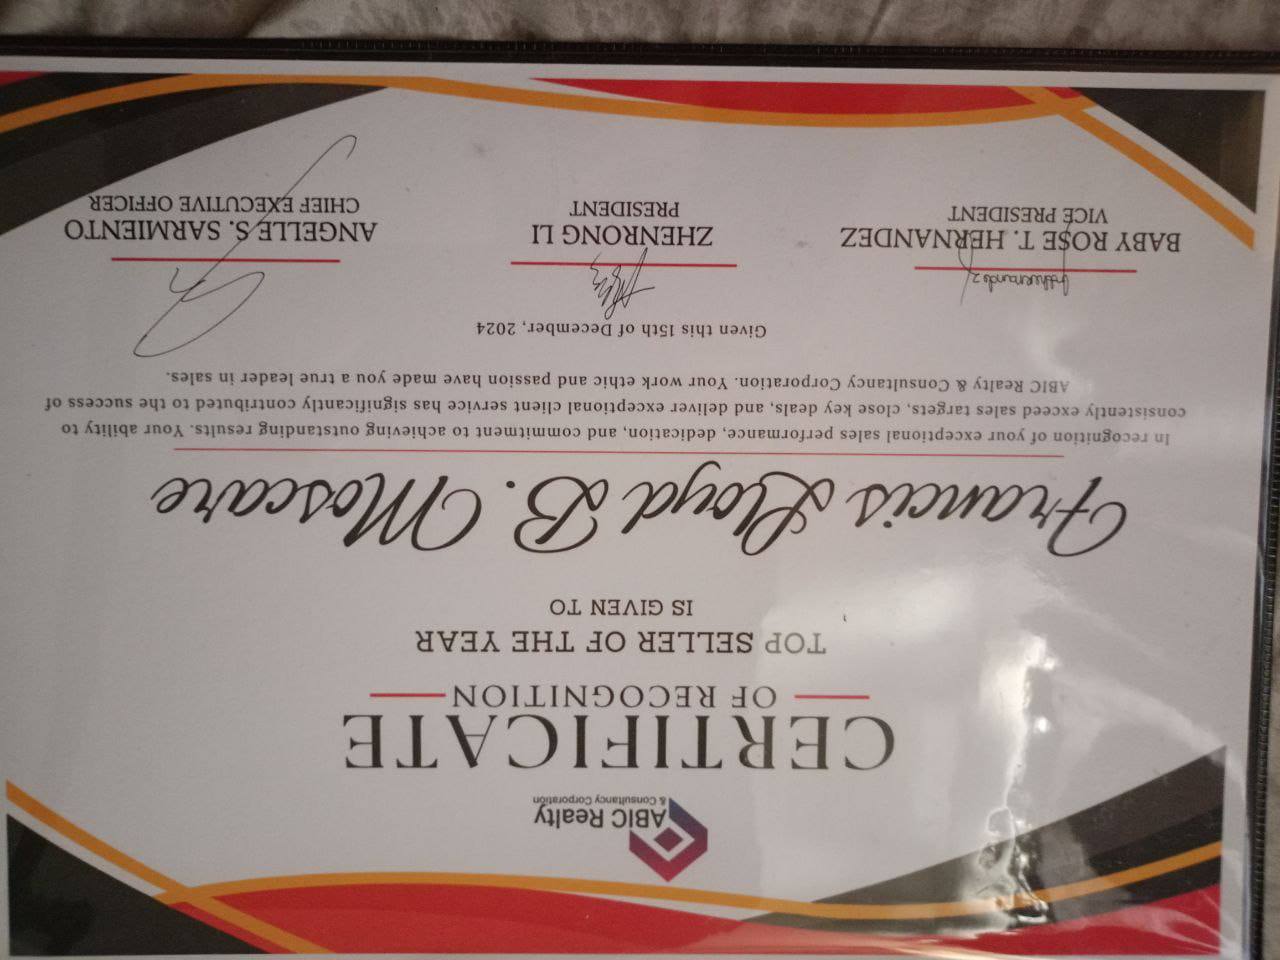 ABIC Realty
& Consultancy Corporation
CERTIFICATE
OF RECOGNITION
TOP SELLER OF THE YEAR
IS GIVEN TO
Francis Lloyd B. Moscare
In recognition of your exceptional sales performance, dedication, and commitment to achieving outstanding results. Your ability to
consistently exceed sales targets, close key deals, and deliver exceptional client service has significantly contributed to the success of
ABIC Realty & Consultancy Corporation. Your work ethic and passion have made you a true leader in sales.
Given this 15th of December, 2024
BABY ROSE T. HERNANDEZ
VICE PRESIDENT
ZHENRONG LI
PRESIDENT
ANGELLE S. SARMIENTO
CHIEF EXECUTIVE OFFICER